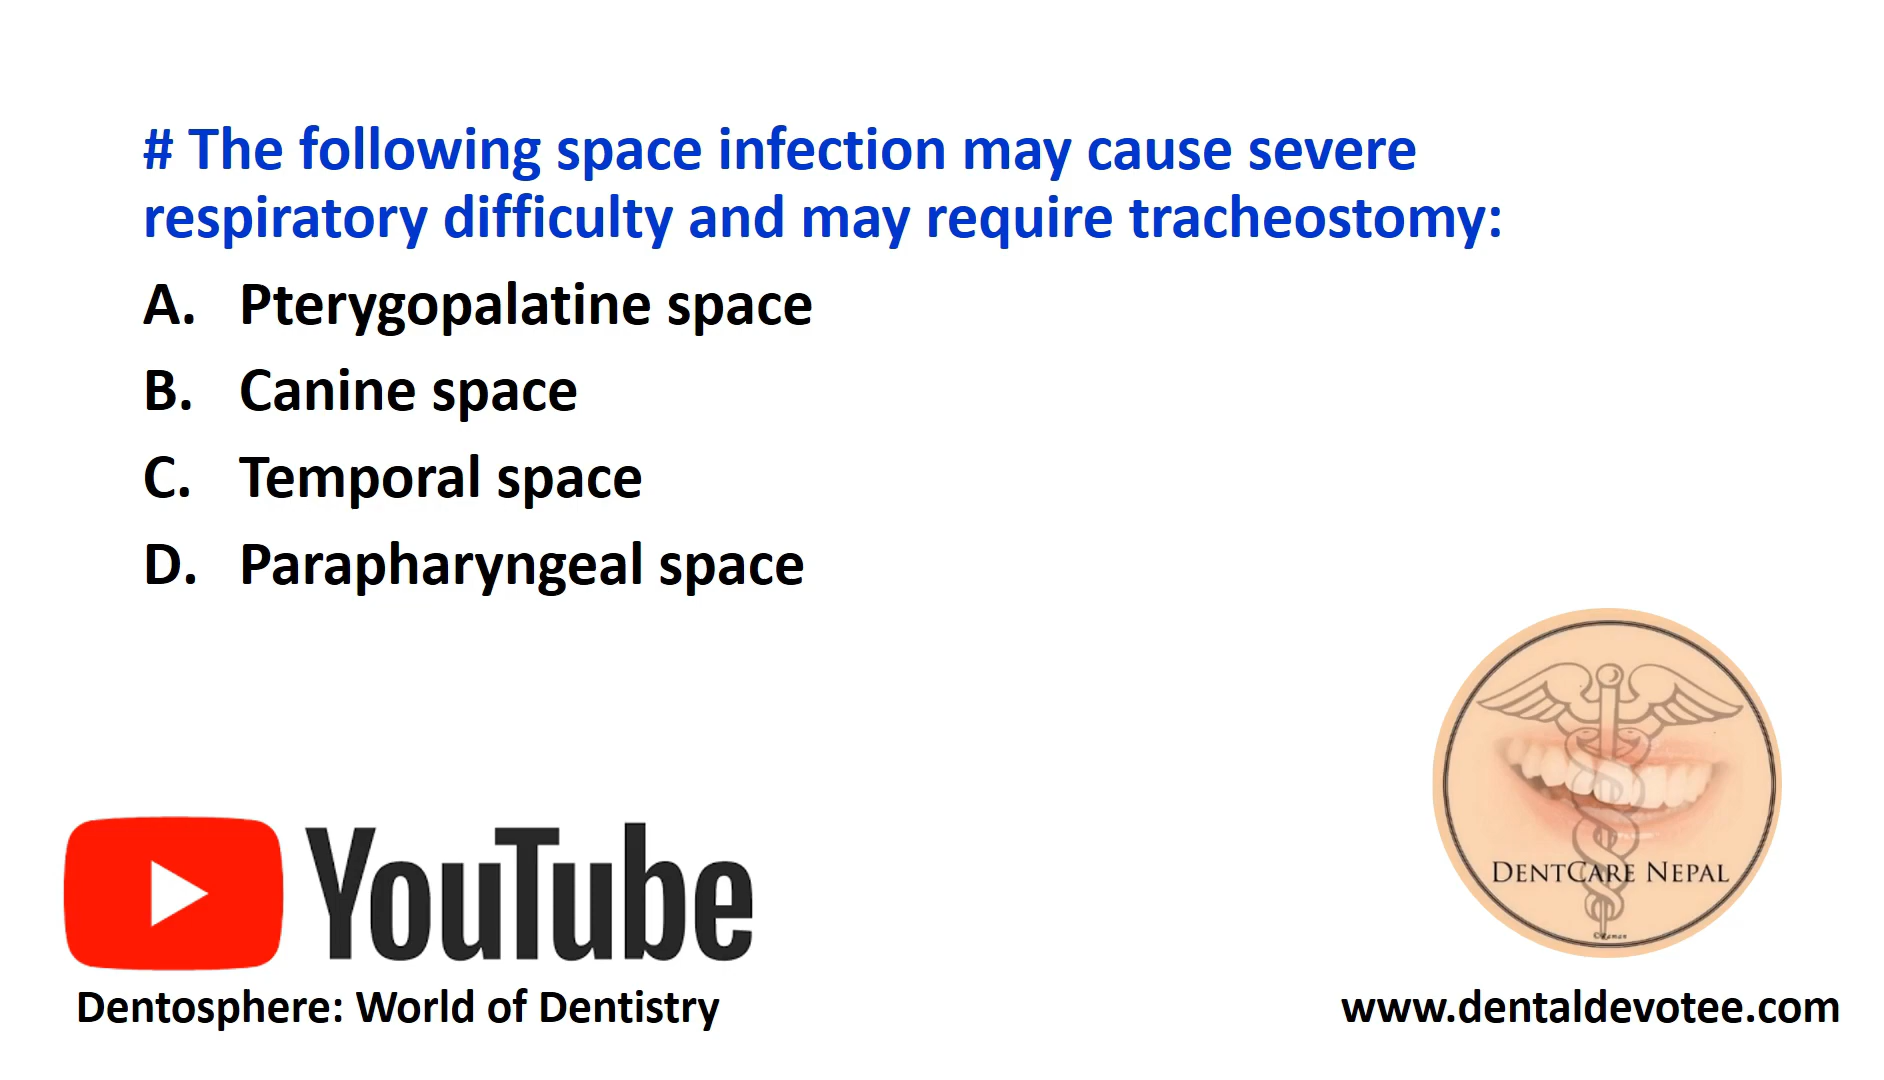 # The following space infection may cause severe
respiratory difficulty and may require tracheostomy:
A. Pterygopalatine space
B. Canine space
C. Temporal space
D. Parapharyngeal space
DENTCARE NEPAL
YouTube
Dentosphere: World of Dentistry
www.dentaldevotee.com